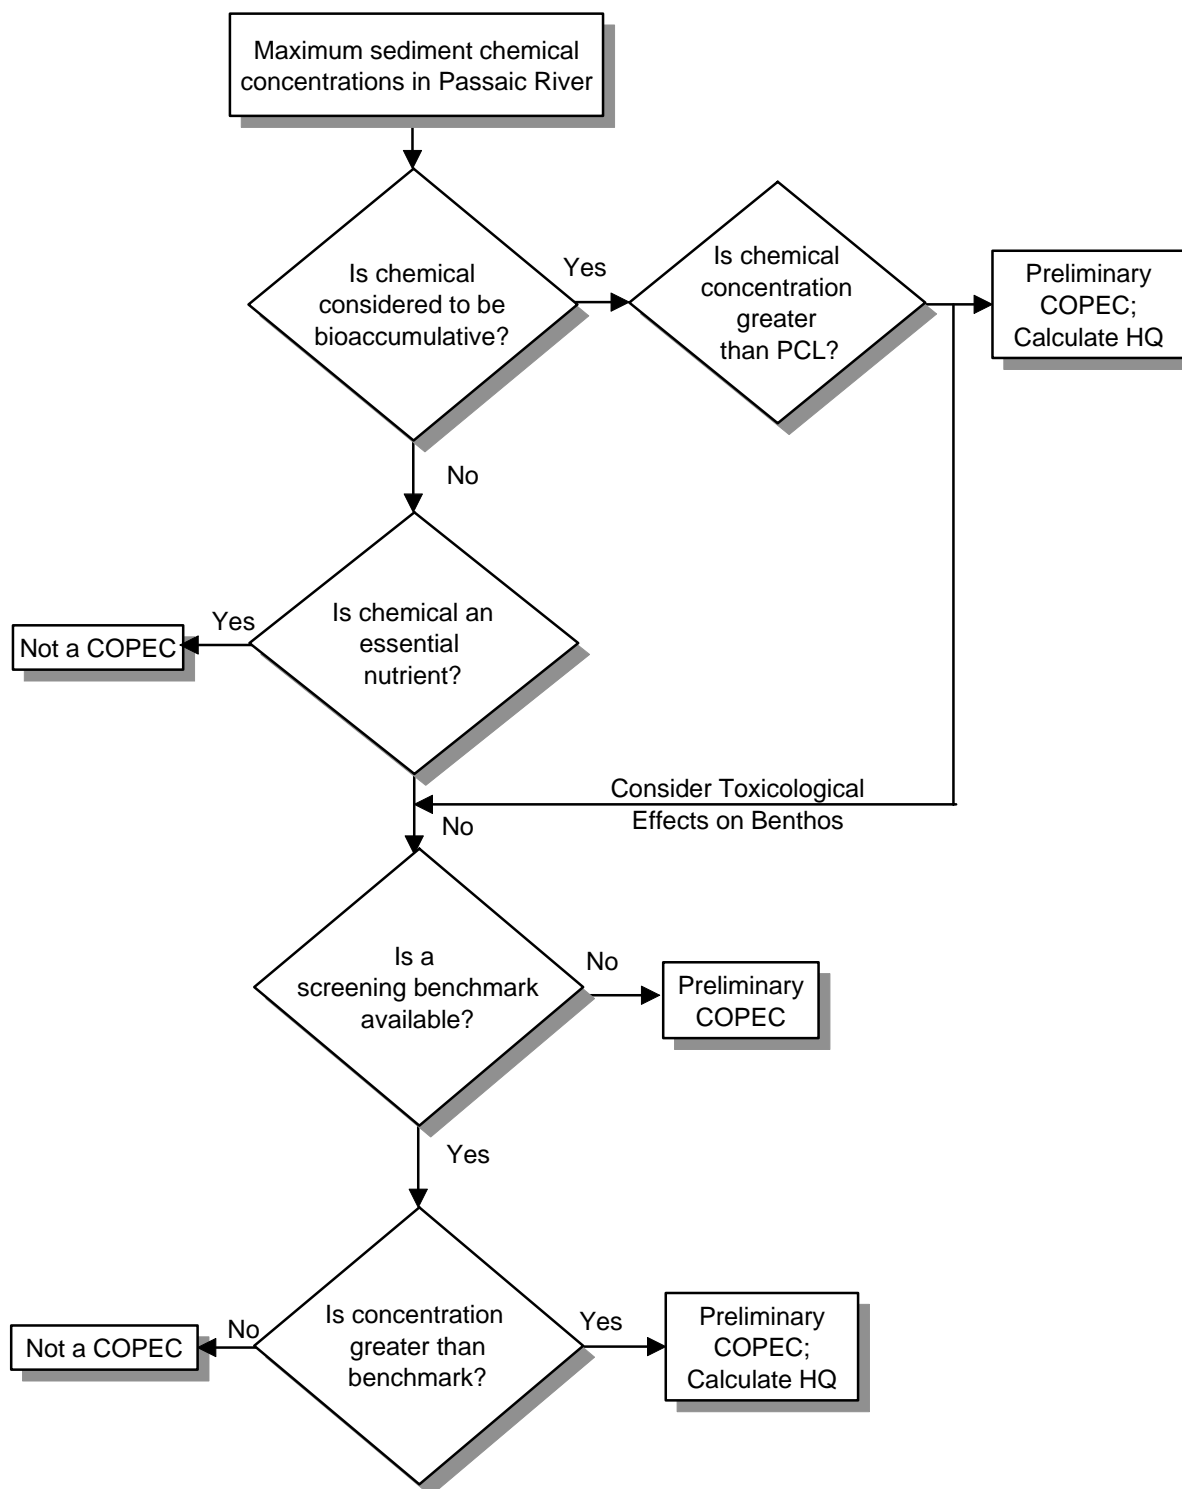 Maximum sediment chemical
concentrations in Passaic River
Is chemical
considered to be
bioaccumulative?
Yes
Is chemical
concentration
greater
than PCL?
Preliminary
COPEC;
Calculate HQ
No
Is chemical an
essential
nutrient?
Yes
Not a COPEC
Consider Toxicological
Effects on Benthos
No
Is a
screening benchmark
available?
No
Preliminary
COPEC
Yes
Is concentration
greater than
benchmark?
No
Not a COPEC
Yes
Preliminary
COPEC;
Calculate HQ